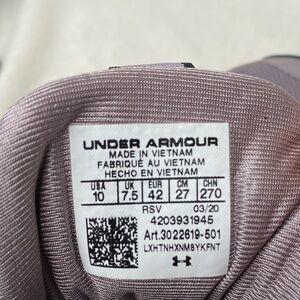 UNDER ARMOUR
MADE IN VIETNAM
FABRIQUÉ AU VIETNAM
HECHO EN VIETNAM
USA UK EUR CM CHN
10 7.5 42 27 270
RSV 03/20
4203931945
Art.3022619-501
LXHTNHXNM8YKFNT